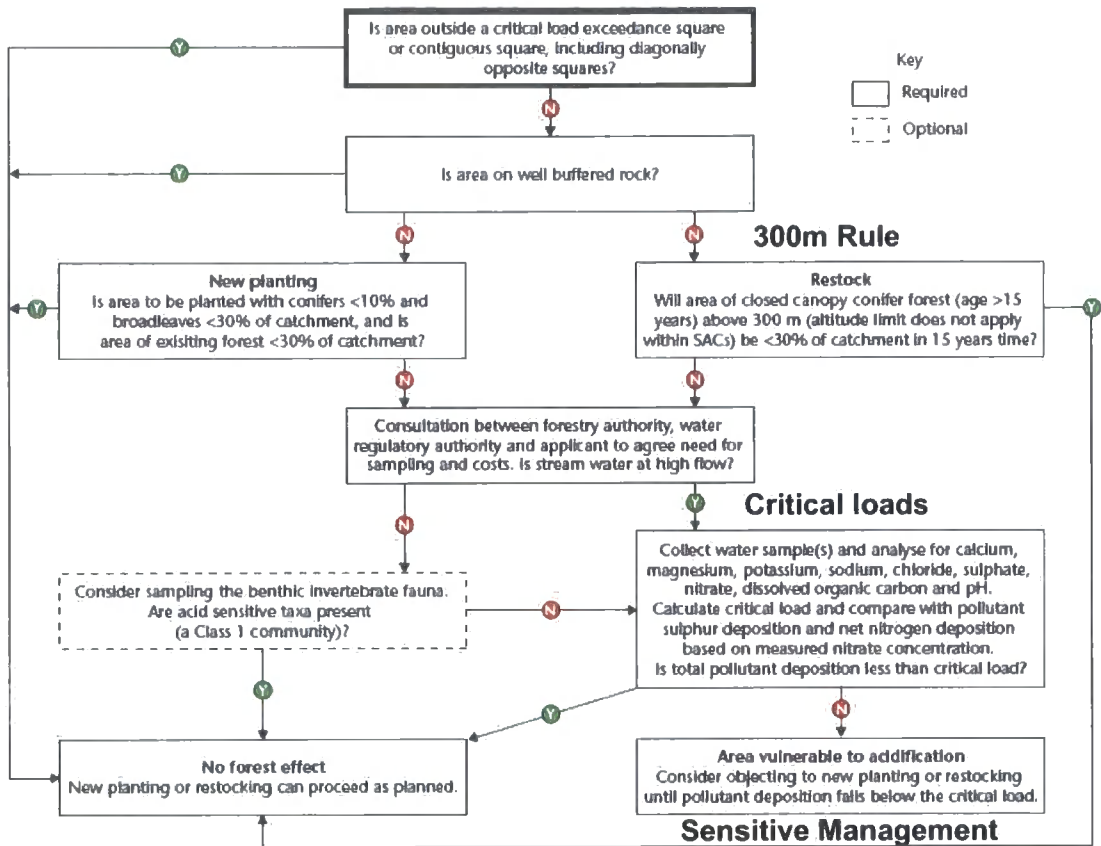 Is area outside a critical load exceedance square
or contiguous square, including diagonally
opposite squares?
Key
Required
Optional
Y
N
Is area on well buffered rock?
Y
N
N
300m Rule
New planting
Is area to be planted with conifers <10% and
broadleaves <30% of catchment, and is
area of exisiting forest <30% of catchment?
Y
Restock
Will area of closed canopy conifer forest (age >15
years) above 300 m (altitude limit does not apply
within SACs) be <30% of catchment in 15 years time?
Y
N
N
Consultation between forestry authority, water
regulatory authority and applicant to agree need for
sampling and costs. Is stream water at high flow?
N
Y
Critical loads
Consider sampling the benthic invertebrate fauna.
Are acid sensitive taxa present
(a Class 1 community)?
N
Collect water sample(s) and analyse for calcium,
magnesium, potassium, sodium, chloride, sulphate,
nitrate, dissolved organic carbon and pH.
Calculate critical load and compare with pollutant
sulphur deposition and net nitrogen deposition
based on measured nitrate concentration.
Is total pollutant deposition less than critical load?
Y
Y
N
No forest effect
New planting or restocking can proceed as planned.
Area vulnerable to acidification
Consider objecting to new planting or restocking
until pollutant deposition falls below the critical load.
Sensitive Management